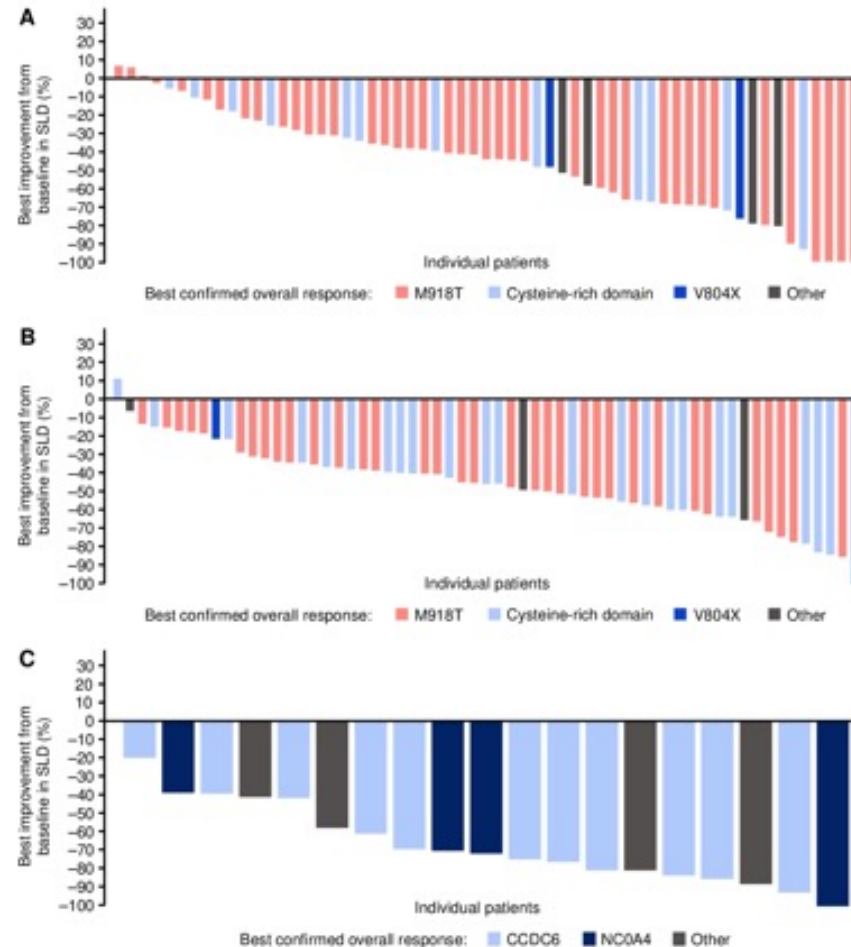 A
Best improvement from
baseline in SLD (%)
30
20
10
0
−10
−20
−30
−40
−50
−60
−70
−80
−90
−100
Individual patients
Best confirmed overall response: M918T Cysteine-rich domain V804X Other
B
Best improvement from
baseline in SLD (%)
30
20
10
0
−10
−20
−30
−40
−50
−60
−70
−80
−90
−100
Individual patients
Best confirmed overall response: M918T Cysteine-rich domain V804X Other
C
Best improvement from
baseline in SLD (%)
30
20
10
0
−10
−20
−30
−40
−50
−60
−70
−80
−90
−100
Individual patients
Best confirmed overall response: CCDC6 NC0A4 Other